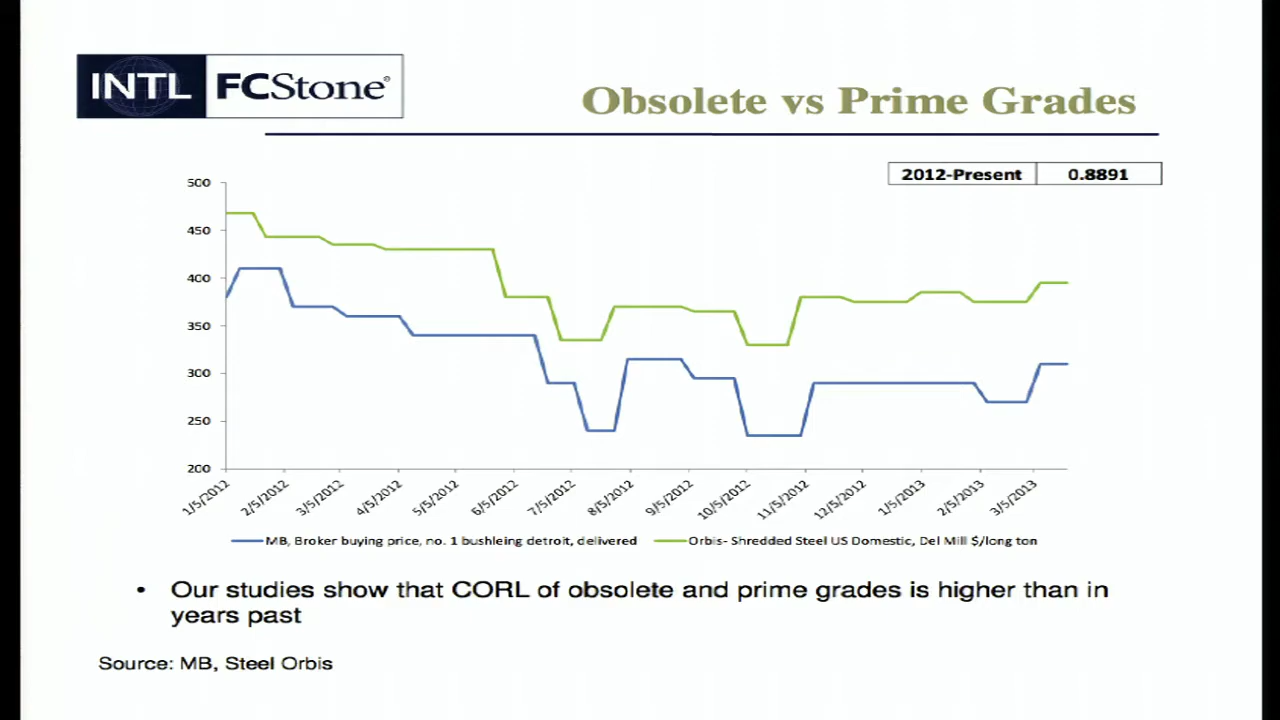 INTL FCStone®
Obsolete vs Prime Grades
2012-Present 0.8891
500
450
400
350
300
250
200
1/5/2012 2/5/2012 3/5/2012 4/5/2012 5/5/2012 6/5/2012 7/5/2012 8/5/2012 9/5/2012 10/5/2012 11/5/2012 12/5/2012 1/5/2013 2/5/2013 3/5/2013
MB, Broker buying price, no. 1 bushleing detroit, delivered Orbis- Shredded Steel US Domestic, Del Mill $/long ton
• Our studies show that CORL of obsolete and prime grades is higher than in
years past
Source: MB, Steel Orbis